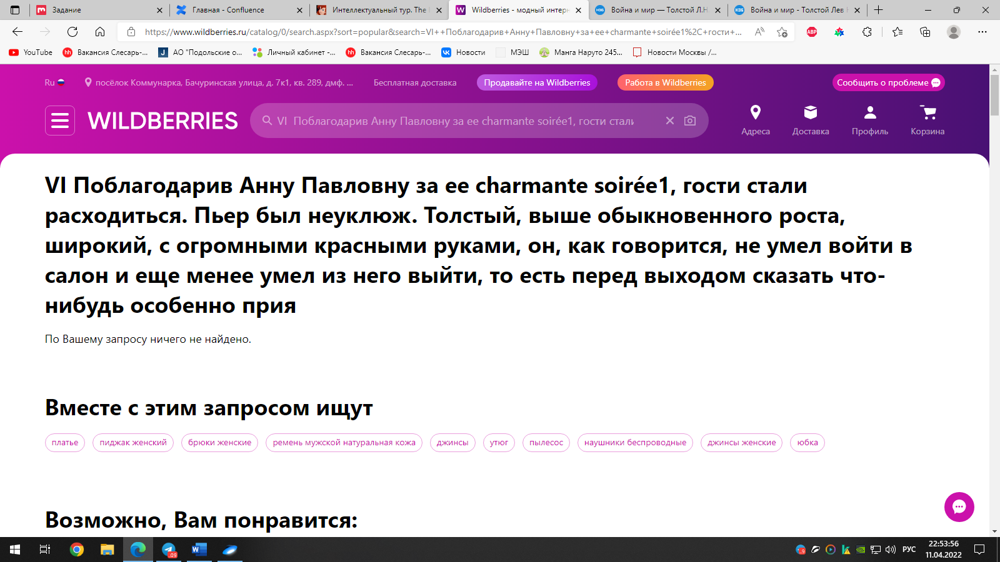 Задание
Главная - Confluence
Интеллектуальный тур. The I
Wildberries - модный интерн
Война и мир — Толстой Л.Н
Война и мир - Толстой Лев
https://www.wildberries.ru/catalog/0/search.aspx?sort=popular&search=VI++Поблагодарив+Анну+Павловну+за+ее+charmante+soirée1%2C+гости+...
YouTube
Вакансия Слесарь-...
АО "Подольские о...
Личный кабинет -...
Вакансия Слесарь-...
Новости
МЭШ
Манга Наруто 245...
Новости Москвы /...
Ru
посёлок Коммунарка, Бачуринская улица, д. 7к1, кв. 289, дмф. ...
Бесплатная доставка
Продавайте на Wildberries
Работа в Wildberries
Сообщить о проблеме
WILDBERRIES
VI Поблагодарив Анну Павловну за ее charmante soirée1, гости стали
Адреса
Доставка
Профиль
Корзина
VI Поблагодарив Анну Павловну за ее charmante soirée1, гости стали
расходиться. Пьер был неуклюж. Толстый, выше обыкновенного роста,
широкий, с огромными красными руками, он, как говорится, не умел войти в
салон и еще менее умел из него выйти, то есть перед выходом сказать что-
нибудь особенно прия
По Вашему запросу ничего не найдено.
Вместе с этим запросом ищут
платье
пиджак женский
брюки женские
ремень мужской натуральная кожа
джинсы
утюг
пылесос
наушники беспроводные
джинсы женские
юбка
Возможно, Вам понравится:
РУС
22:53:56
11.04.2022